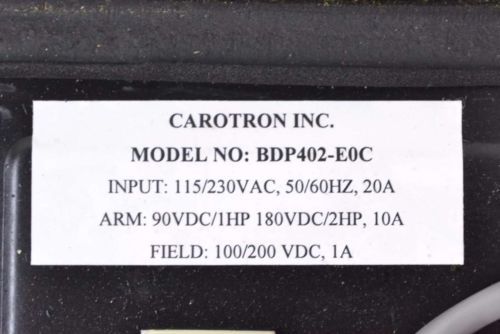 CAROTRON INC.
MODEL NO: BDP402-E0C
INPUT: 115/230VAC, 50/60HZ, 20A
ARM: 90VDC/1HP 180VDC/2HP, 10A
FIELD: 100/200 VDC, 1A